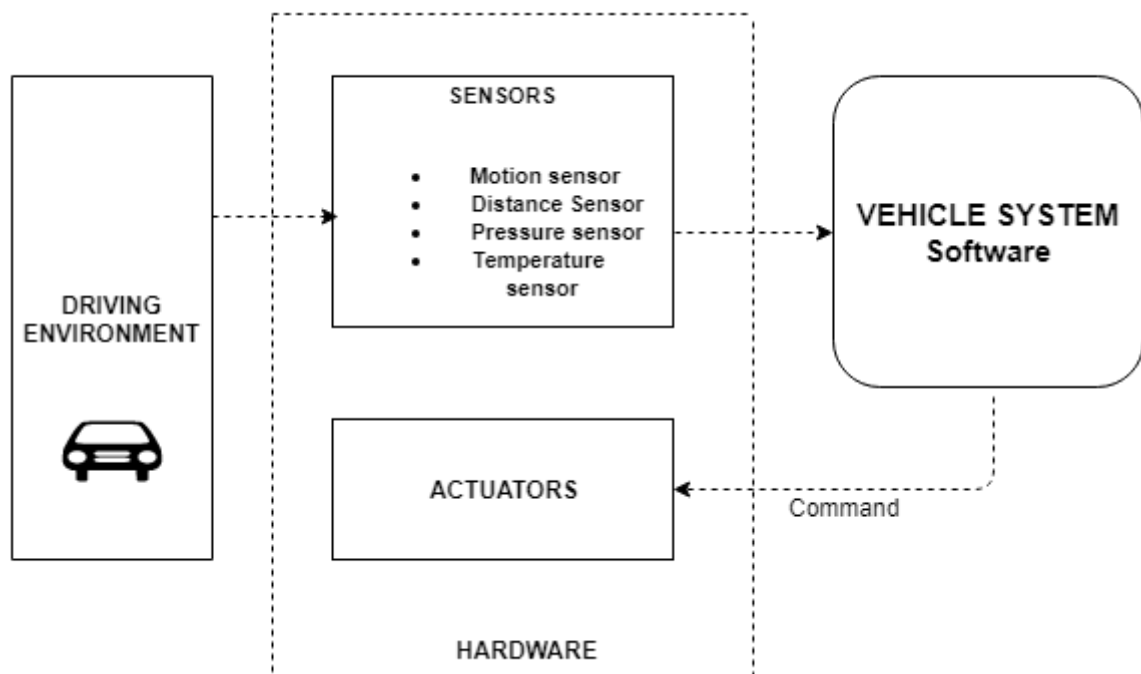 SENSORS
• Motion sensor
• Distance Sensor
• Pressure sensor
• Temperature
sensor
VEHICLE SYSTEM
Software
DRIVING
ENVIRONMENT
ACTUATORS
Command
HARDWARE